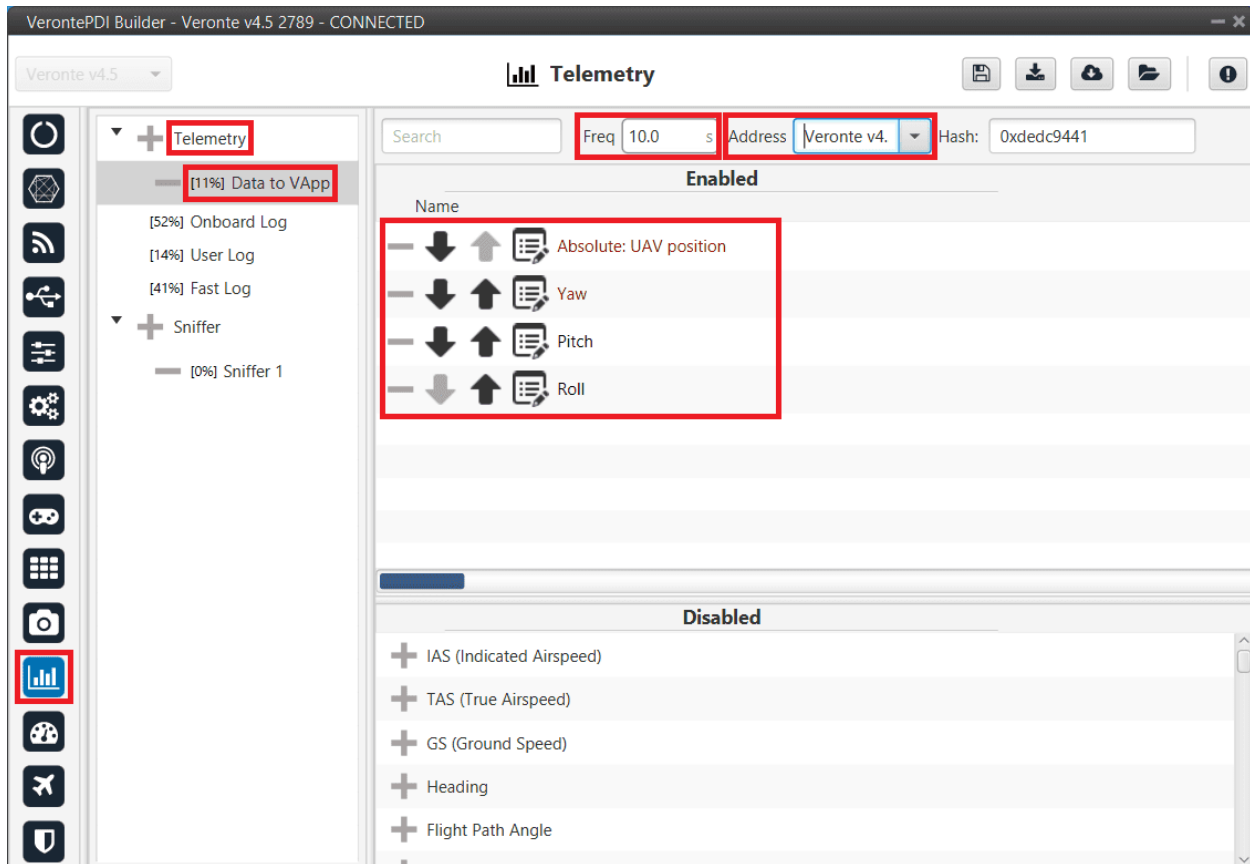 VerontePDI Builder - Veronte v4.5 2789 - CONNECTED
Veronte v4.5
Telemetry
Telemetry
[11%] Data to VApp
[52%] Onboard Log
[14%] User Log
[41%] Fast Log
Sniffer
[0%] Sniffer 1
Search
Freq 10.0 s Address Veronte v4. Hash: 0xdedc9441
Enabled
Name
Absolute: UAV position
Yaw
Pitch
Roll
Disabled
IAS (Indicated Airspeed)
TAS (True Airspeed)
GS (Ground Speed)
Heading
Flight Path Angle